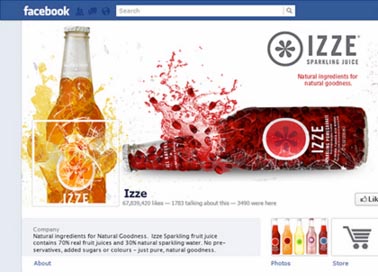 facebook
Search
IZZE®
SPARKLING JUICE
Natural ingredients for
natural goodness.
IZZE
IZZE
Izze
67,839,420 likes — 1783 talking about this — 3490 were here
Lik
Company
Natural ingredients for Natural Goodness. Izze Sparkling fruit juice
contains 70% real fruit juices and 30% natural sparkling water. No pre-
servatives, added sugars or colours – just pure, natural goodness.
About
Photos
Store